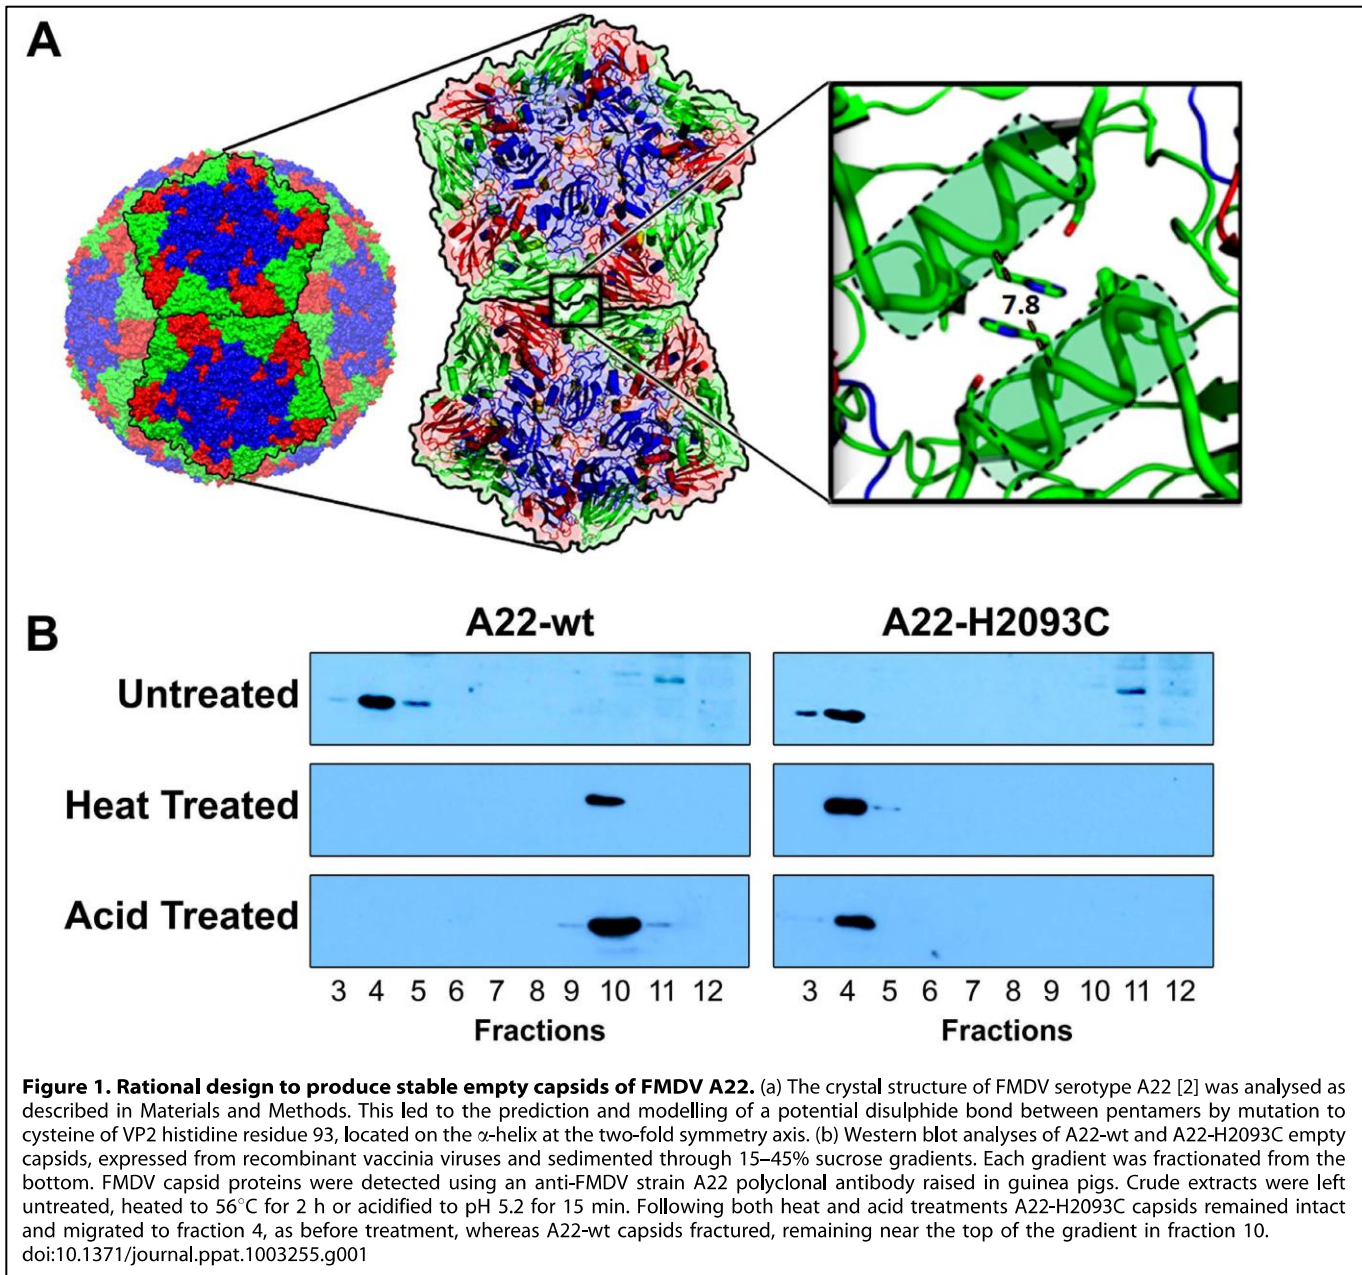 A
7.8
B
A22-wt
A22-H2093C
Untreated
Heat Treated
Acid Treated
3 4 5 6 7 8 9 10 11 12
3 4 5 6 7 8 9 10 11 12
Fractions
Fractions
Figure 1. Rational design to produce stable empty capsids of FMDV A22. (a) The crystal structure of FMDV serotype A22 [2] was analysed as
described in Materials and Methods. This led to the prediction and modelling of a potential disulphide bond between pentamers by mutation to
cysteine of VP2 histidine residue 93, located on the α-helix at the two-fold symmetry axis. (b) Western blot analyses of A22-wt and A22-H2093C empty
capsids, expressed from recombinant vaccinia viruses and sedimented through 15–45% sucrose gradients. Each gradient was fractionated from the
bottom. FMDV capsid proteins were detected using an anti-FMDV strain A22 polyclonal antibody raised in guinea pigs. Crude extracts were left
untreated, heated to 56°C for 2 h or acidified to pH 5.2 for 15 min. Following both heat and acid treatments A22-H2093C capsids remained intact
and migrated to fraction 4, as before treatment, whereas A22-wt capsids fractured, remaining near the top of the gradient in fraction 10.
doi:10.1371/journal.ppat.1003255.g001